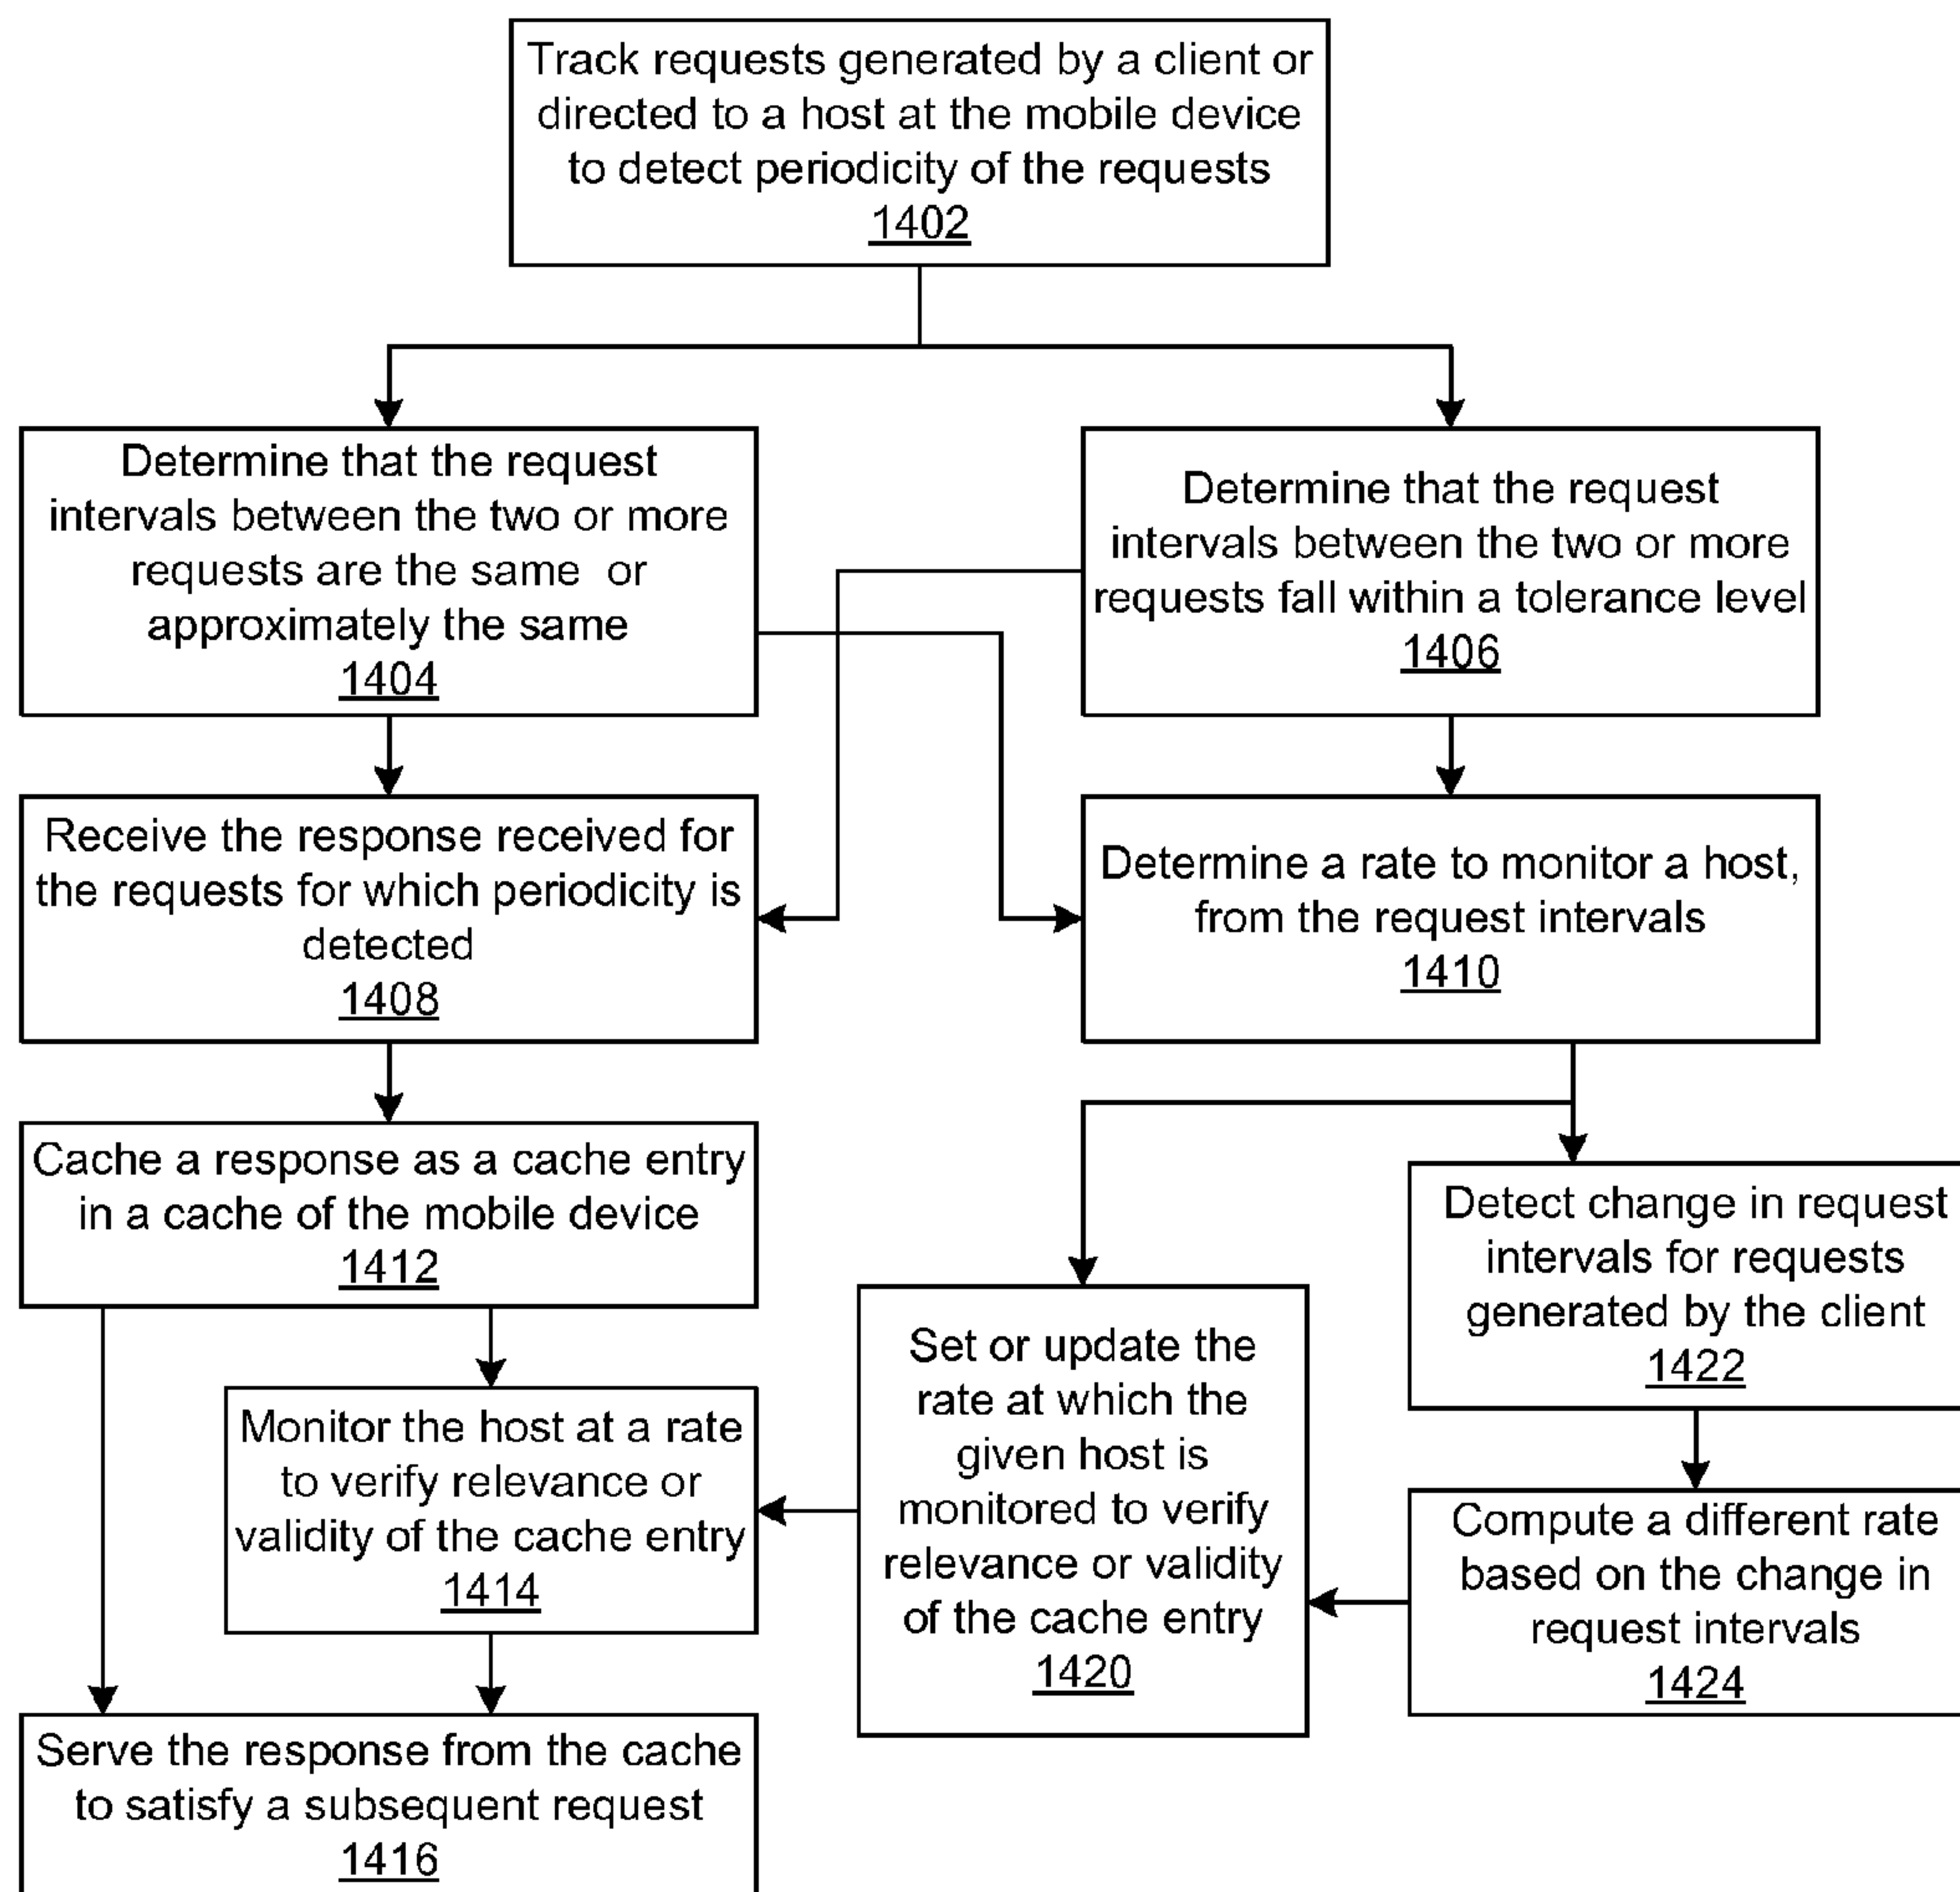 Track requests generated by a client or
directed to a host at the mobile device
to detect periodicity of the requests
1402
Determine that the request
intervals between the two or more
requests are the same or
approximately the same
1404
Determine that the request
intervals between the two or more
requests fall within a tolerance level
1406
Receive the response received for
the requests for which periodicity is
detected
1408
Determine a rate to monitor a host,
from the request intervals
1410
Cache a response as a cache entry
in a cache of the mobile device
1412
Detect change in request
intervals for requests
generated by the client
1422
Set or update the
rate at which the
given host is
monitored to verify
relevance or validity
of the cache entry
1420
Monitor the host at a rate
to verify relevance or
validity of the cache entry
1414
Compute a different rate
based on the change in
request intervals
1424
Serve the response from the cache
to satisfy a subsequent request
1416